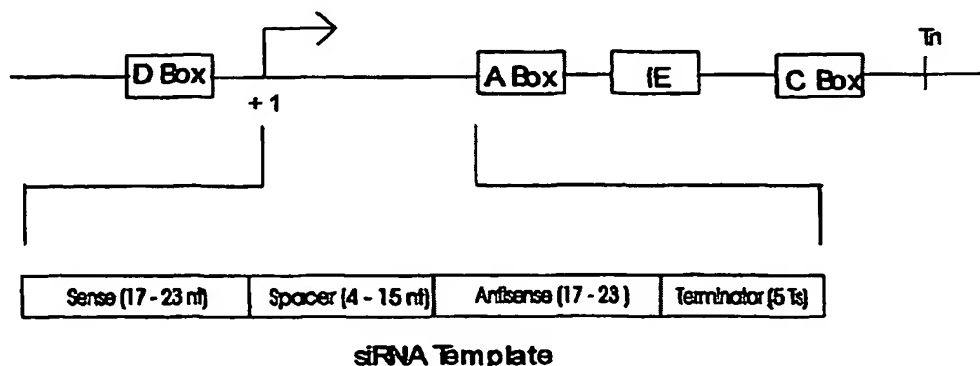 Tn
D Box
A Box
IE
C Box
+ 1
Sense (17 - 23 nt)
Spacer (4 - 15 nt)
Antisense (17 - 23 )
Terminator (5 Ts)
siRNA Template